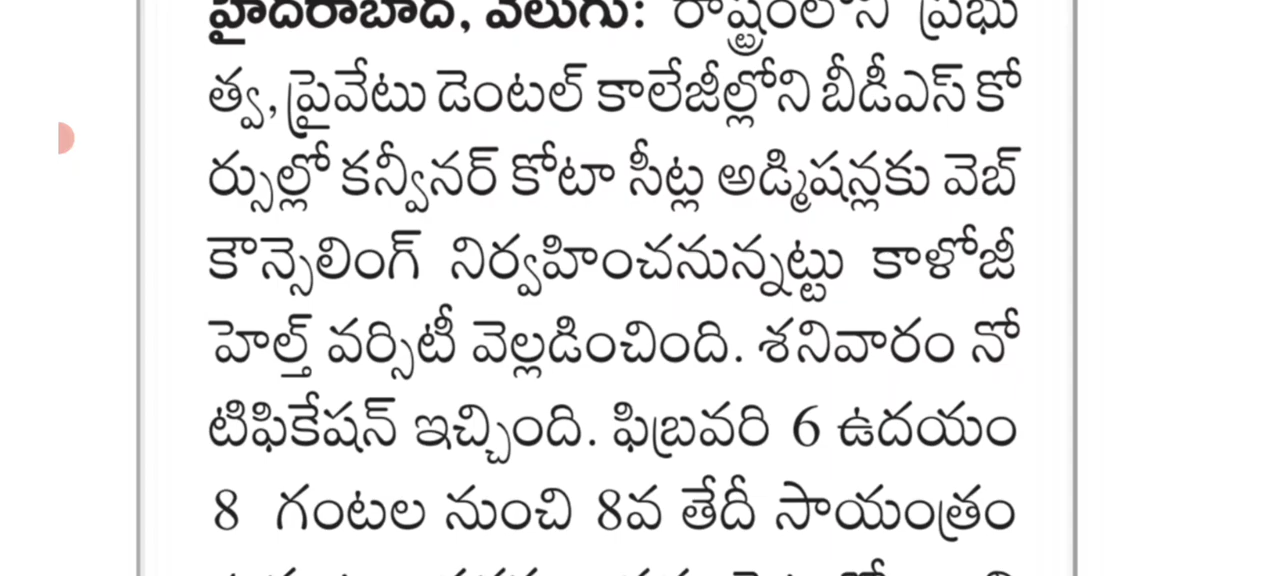 హైదరాబాద్, వెలుగు: రాష్ట్రంలోని ప్రభు
త్వ, ప్రైవేటు డెంటల్ కాలేజీల్లోని బీడీఎస్ కో
ర్సుల్లో కన్వీనర్ కోటా సీట్ల అడ్మిషన్లకు వెబ్
కౌన్సెలింగ్ నిర్వహించనున్నట్టు కాళోజీ
హెల్త్ వర్సిటీ వెల్లడించింది. శనివారం నో
టిఫికేషన్ ఇచ్చింది. ఫిబ్రవరి 6 ఉదయం
8 గంటల నుంచి 8వ తేదీ సాయంత్రం